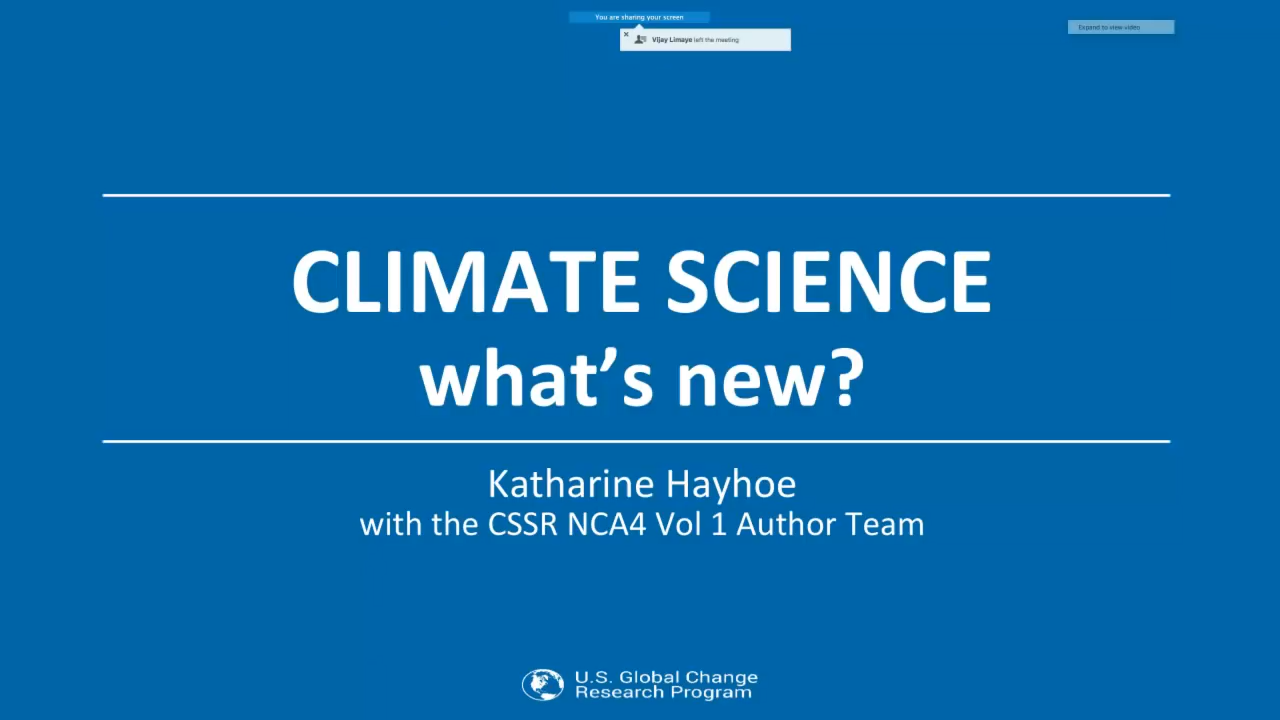 You are sharing your screen
Vijay Limaye left the meeting
Expand to view video
CLIMATE SCIENCE
what’s new?
Katharine Hayhoe
with the CSSR NCA4 Vol 1 Author Team
U.S. Global Change
Research Program